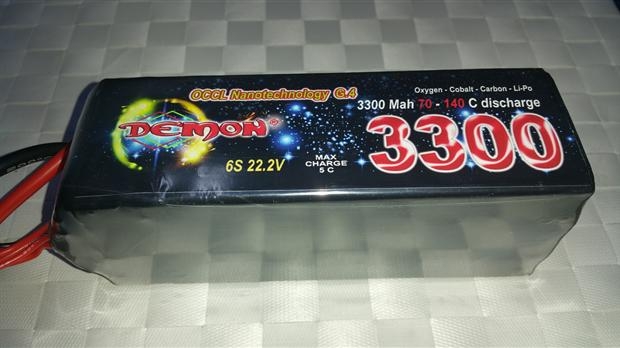 OCCL Nanotechnology G.4
Oxygen - Cobalt - Carbon - Li-Po
3300 Mah 70 - 140 C discharge
DEMON®
3300
6S 22.2V
MAX
CHARGE
5 C